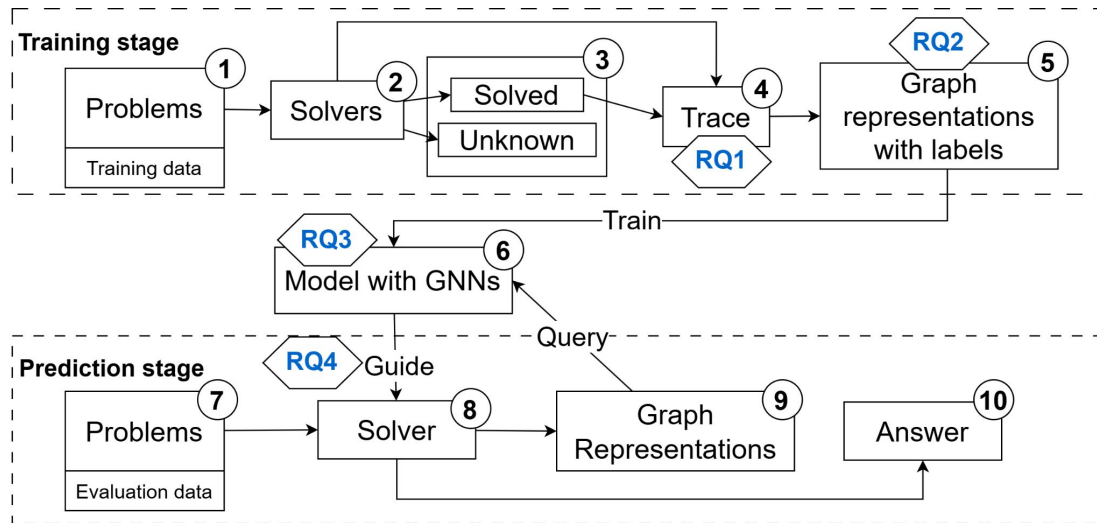 Training stage
1
Problems
Training data
2
Solvers
3
Solved
Unknown
4
Trace
RQ1
RQ2
5
Graph
representations
with labels
Train
RQ3
6
Model with GNNs
Query
Prediction stage
RQ4
Guide
7
Problems
Evaluation data
8
Solver
9
Graph
Representations
10
Answer